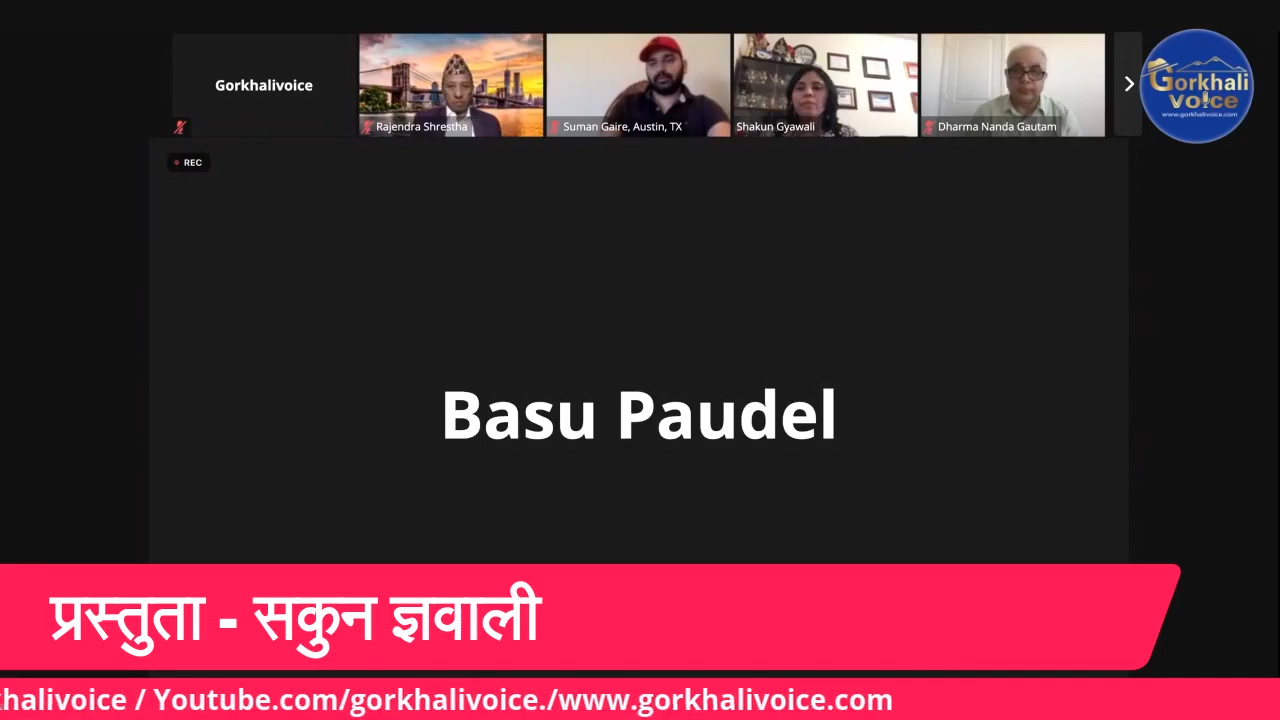 Gorkhalivoice
Rajendra Shrestha
Suman Gaire, Austin, TX
Shakun Gyawali
Dharma Nanda Gautam
Gorkhali
Voice
www.gorkhalivoice.com
REC
Basu Paudel
प्रस्तुता - सकुन ज्ञवाली
khalivoice / Youtube.com/gorkhalivoice./www.gorkhalivoice.com